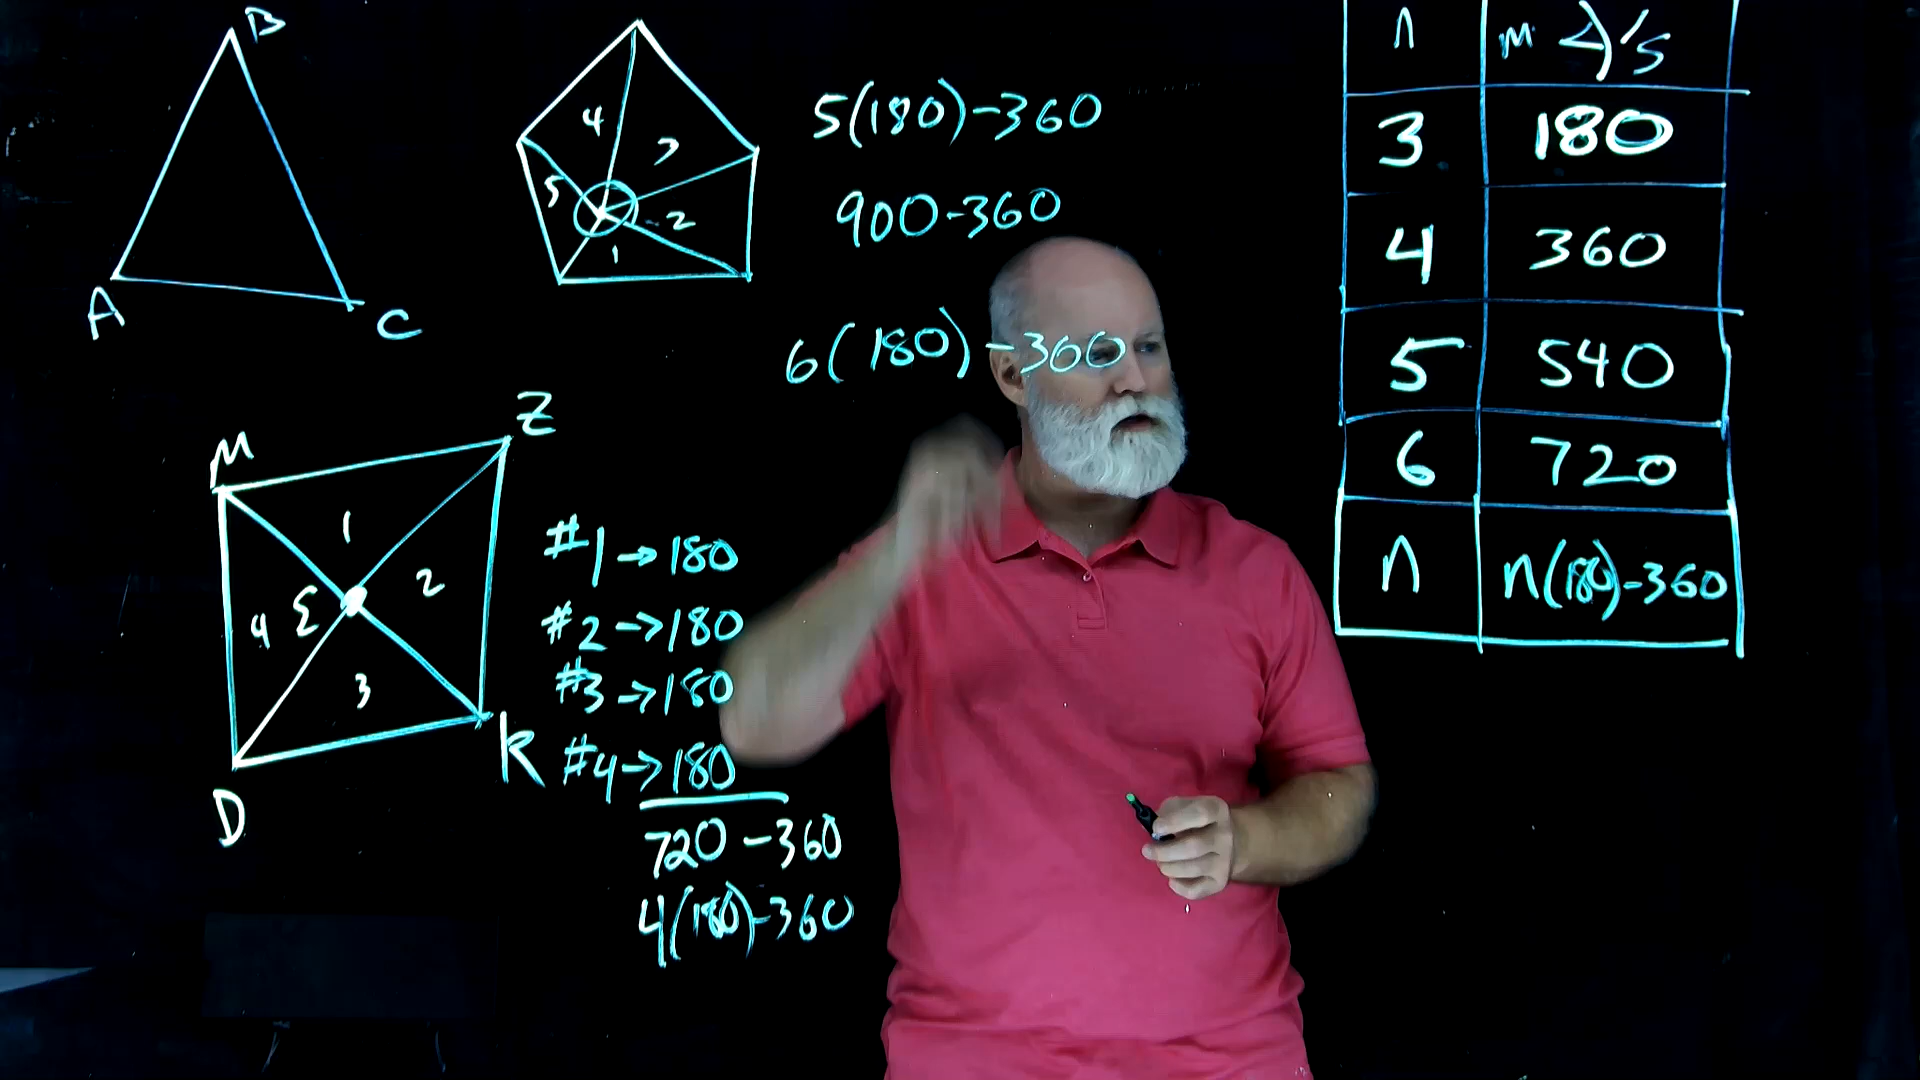 B
A
C
4
3
5
2
1
5(180)-360
900-360
6(180)-360
M
Z
1
4
E
2
3
D
K
#1→180
#2→180
#3→180
#4→180
720-360
4(180)-360
n m ∠'s
3 180
4 360
5 540
6 720
n n(180)-360